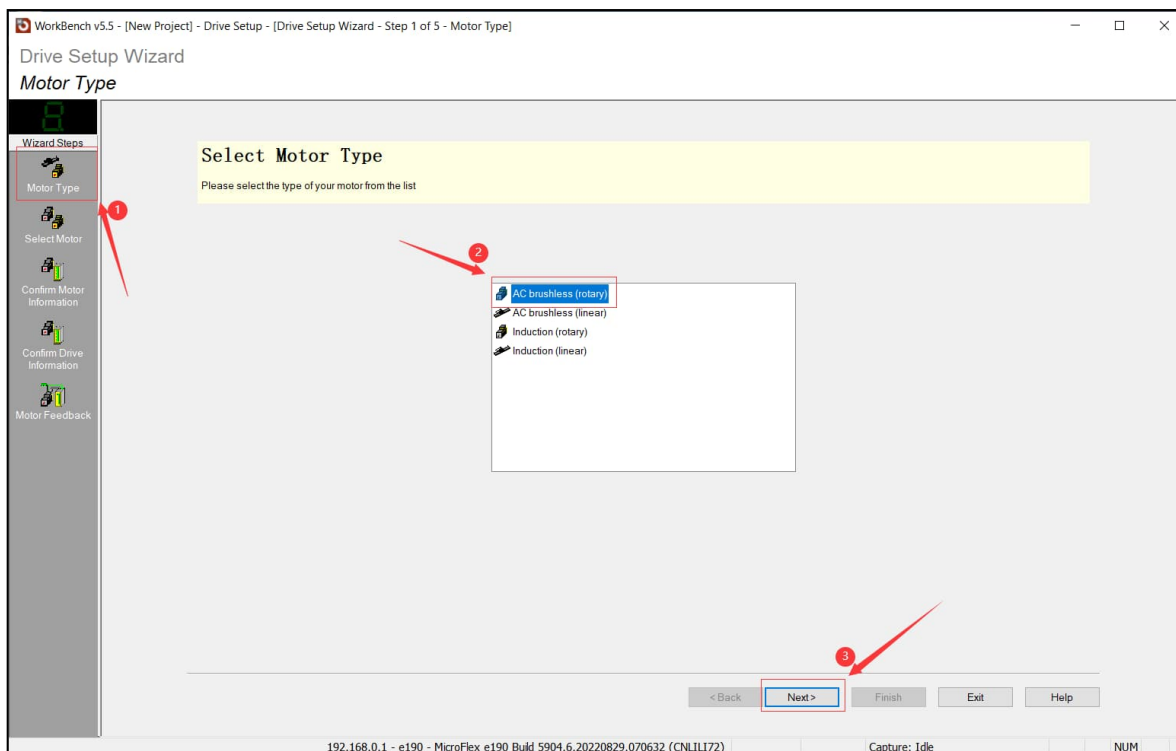 WorkBench v5.5 - [New Project] - Drive Setup - [Drive Setup Wizard - Step 1 of 5 - Motor Type]
Drive Setup Wizard
Motor Type
Wizard Steps
Motor Type
Select Motor
Confirm Motor
Information
Confirm Drive
Information
Motor Feedback
1
Select Motor Type
Please select the type of your motor from the list
2
AC brushless (rotary)
AC brushless (linear)
Induction (rotary)
Induction (linear)
3
< Back Next > Finish Exit Help
192.168.0.1 - e190 - MicroFlex e190 Build 5904.6.20220829.070632 (CNLILI72) Capture: Idle NUM